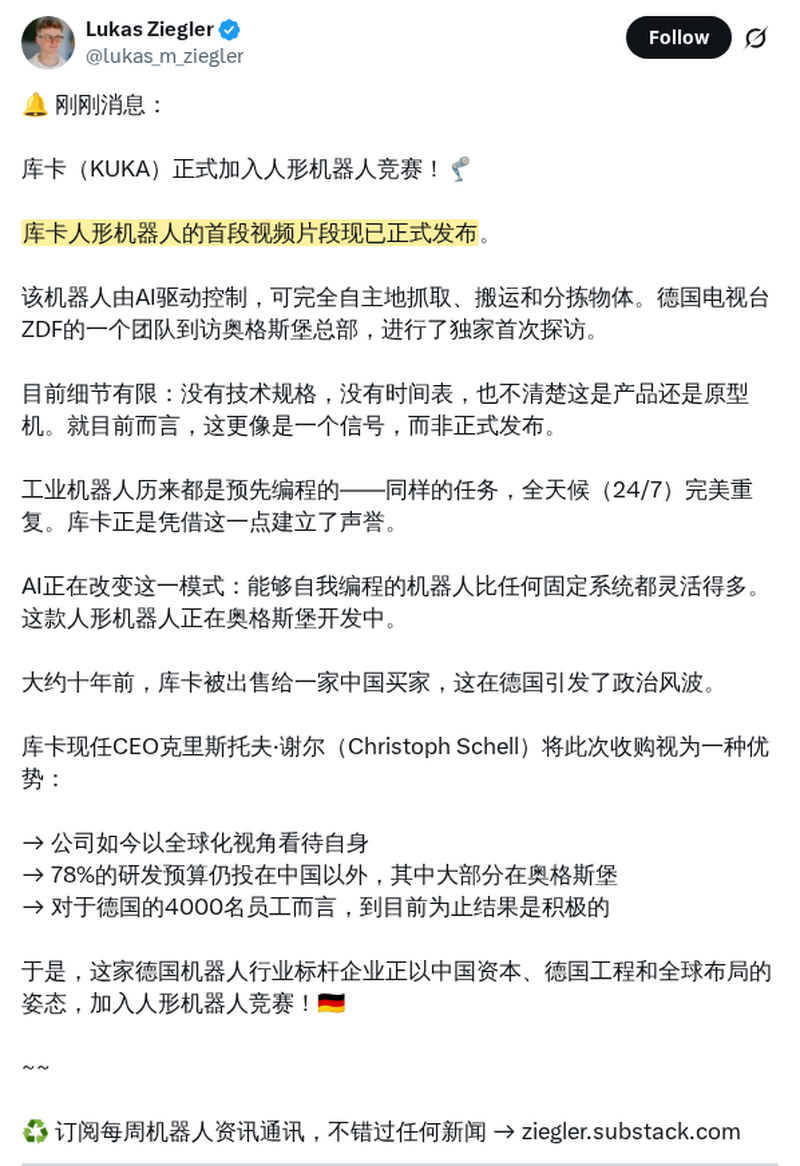 Lukas Ziegler
@lukas_m_ziegler
Follow
🔔 刚刚消息：
库卡（KUKA）正式加入人形机器人竞赛！🦿
库卡人形机器人的首段视频片段现已正式发布。
该机器人由AI驱动控制，可完全自主地抓取、搬运和分拣物体。德国电视台
ZDF的一个团队到访奥格斯堡总部，进行了独家首次探访。
目前细节有限：没有技术规格，没有时间表，也不清楚这是产品还是原型
机。就目前而言，这更像是一个信号，而非正式发布。
工业机器人历来都是预先编程的——同样的任务，全天候（24/7）完美重
复。库卡正是凭借这一点建立了声誉。
AI正在改变这一模式：能够自我编程的机器人比任何固定系统都灵活得多。
这款人形机器人正在奥格斯堡开发中。
大约十年前，库卡被出售给一家中国买家，这在德国引发了政治风波。
库卡现任CEO克里斯托夫·谢尔（Christoph Schell）将此次收购视为一种优
势：
→ 公司如今以全球化视角看待自身
→ 78%的研发预算仍投在中国以外，其中大部分在奥格斯堡
→ 对于德国的4000名员工而言，到目前为止结果是积极的
于是，这家德国机器人行业标杆企业正以中国资本、德国工程和全球布局的
姿态，加入人形机器人竞赛！🇩🇪
~~
♻️ 订阅每周机器人资讯通讯，不错过任何新闻 → ziegler.substack.com